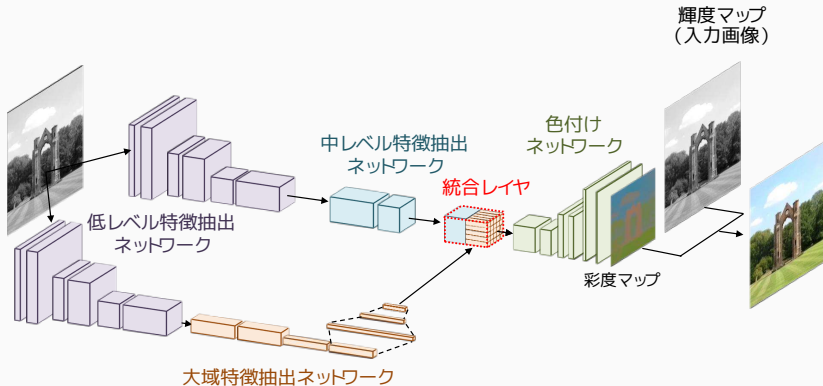 輝度マップ
(入力画像)
色付け
ネットワーク
中レベル特徴抽出
ネットワーク
統合レイヤ
低レベル特徴抽出
ネットワーク
彩度マップ
大域特徴抽出ネットワーク